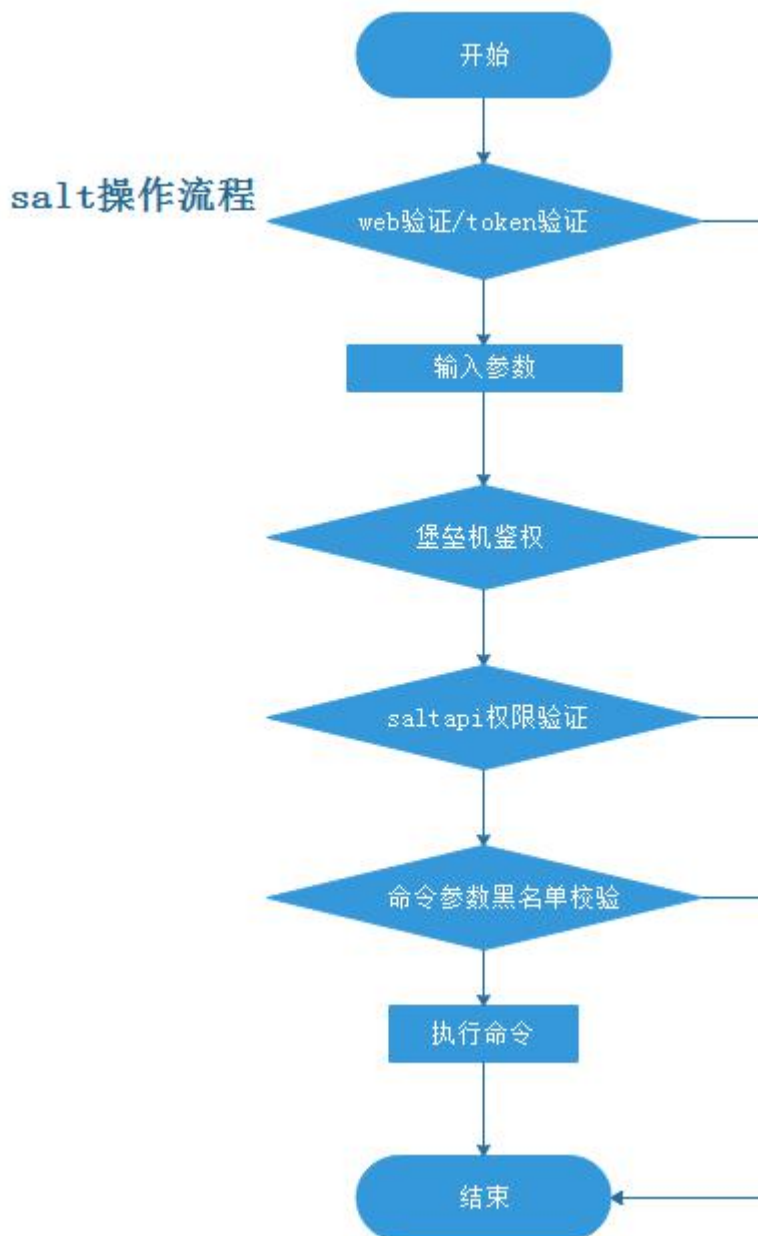 开始
salt操作流程
web验证/token验证
输入参数
堡垒机鉴权
saltapi权限验证
命令参数黑名单校验
执行命令
结束